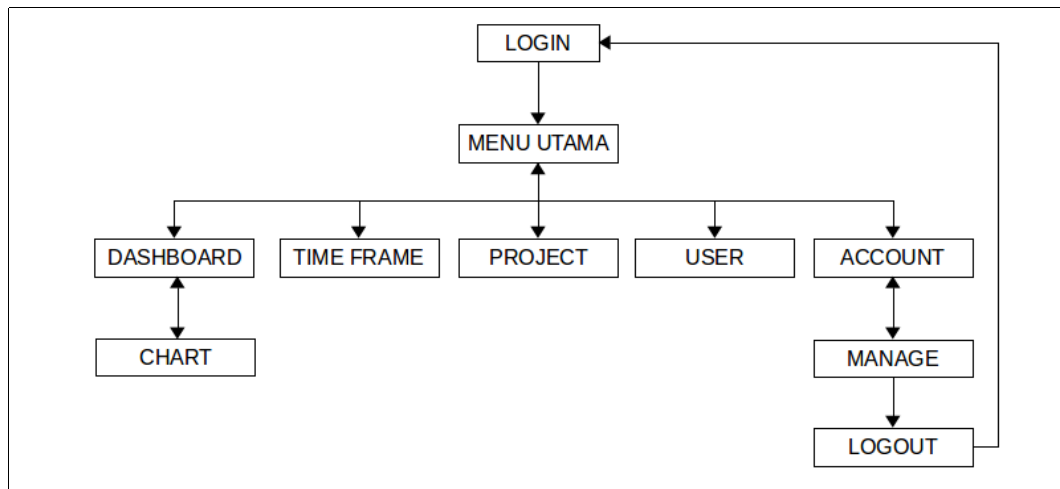 LOGIN
MENU UTAMA
DASHBOARD
TIME FRAME
PROJECT
USER
ACCOUNT
CHART
MANAGE
LOGOUT